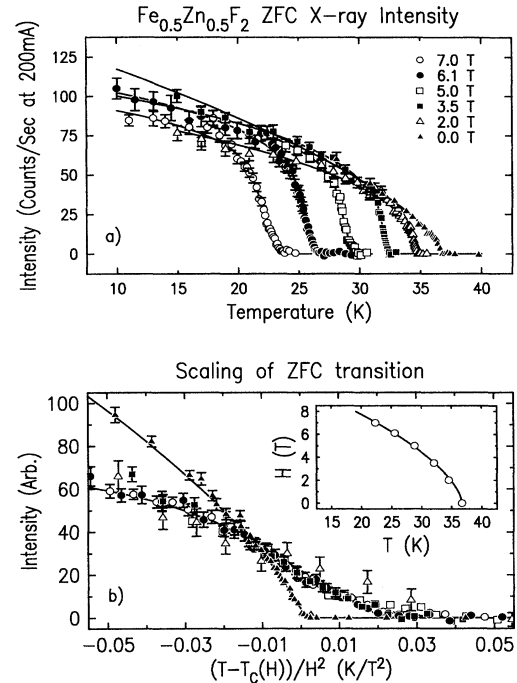 Fe0.5Zn0.5F2 ZFC X-ray Intensity
Intensity (Counts/Sec at 200mA)
125
100
75
50
25
0
7.0 T
6.1 T
5.0 T
3.5 T
2.0 T
0.0 T
a)
10 15 20 25 30 35 40
Temperature (K)
Scaling of ZFC transition
Intensity (Arb.)
100
80
60
40
20
0
H (T)
8
6
4
2
0
15 20 25 30 35 40
T (K)
b)
−0.05 −0.03 −0.01 0.01 0.03 0.05
(T−Tc(H))/H² (K/T²)